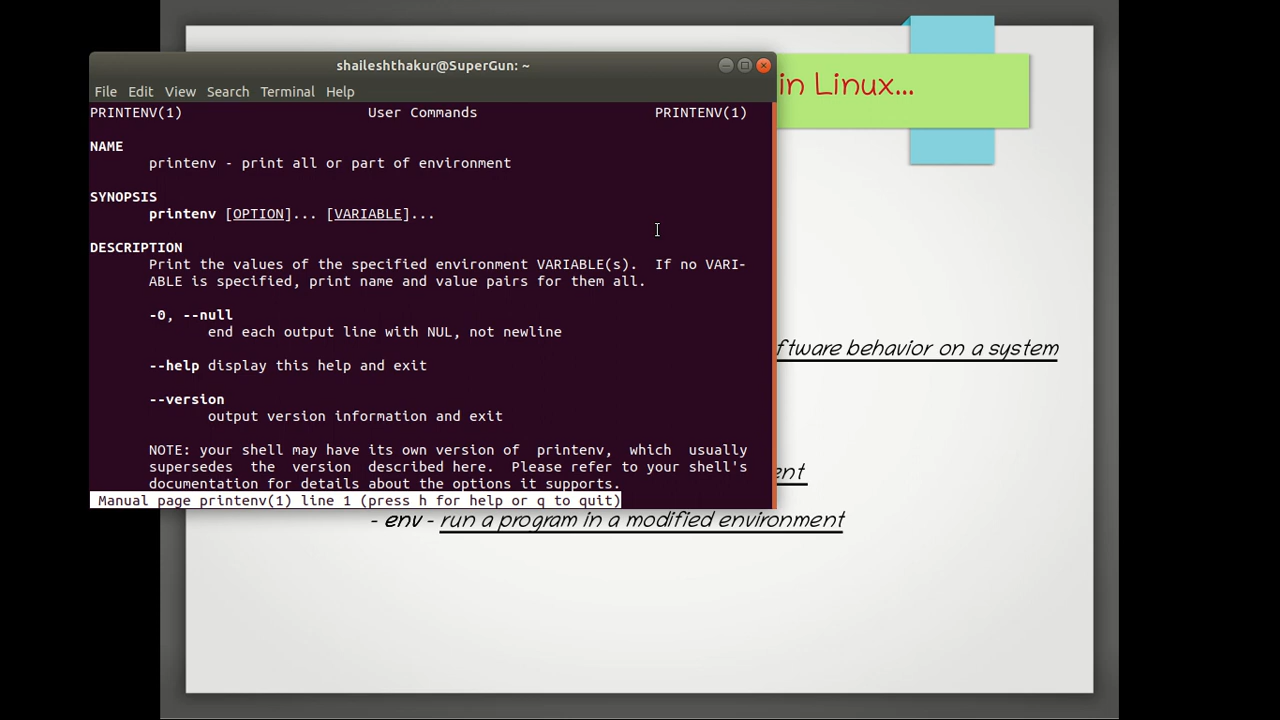 shaileshthakur@SuperGun: ~
File Edit View Search Terminal Help
PRINTENV(1) User Commands PRINTENV(1)
NAME
printenv - print all or part of environment
SYNOPSIS
printenv [OPTION]... [VARIABLE]...
DESCRIPTION
Print the values of the specified environment VARIABLE(s). If no VARI-
ABLE is specified, print name and value pairs for them all.
-0, --null
end each output line with NUL, not newline
--help display this help and exit
--version
output version information and exit
NOTE: your shell may have its own version of printenv, which usually
supersedes the version described here. Please refer to your shell's
documentation for details about the options it supports.
Manual page printenv(1) line 1 (press h for help or q to quit)
in Linux...
behavior on a system
- env - run a program in a modified environment